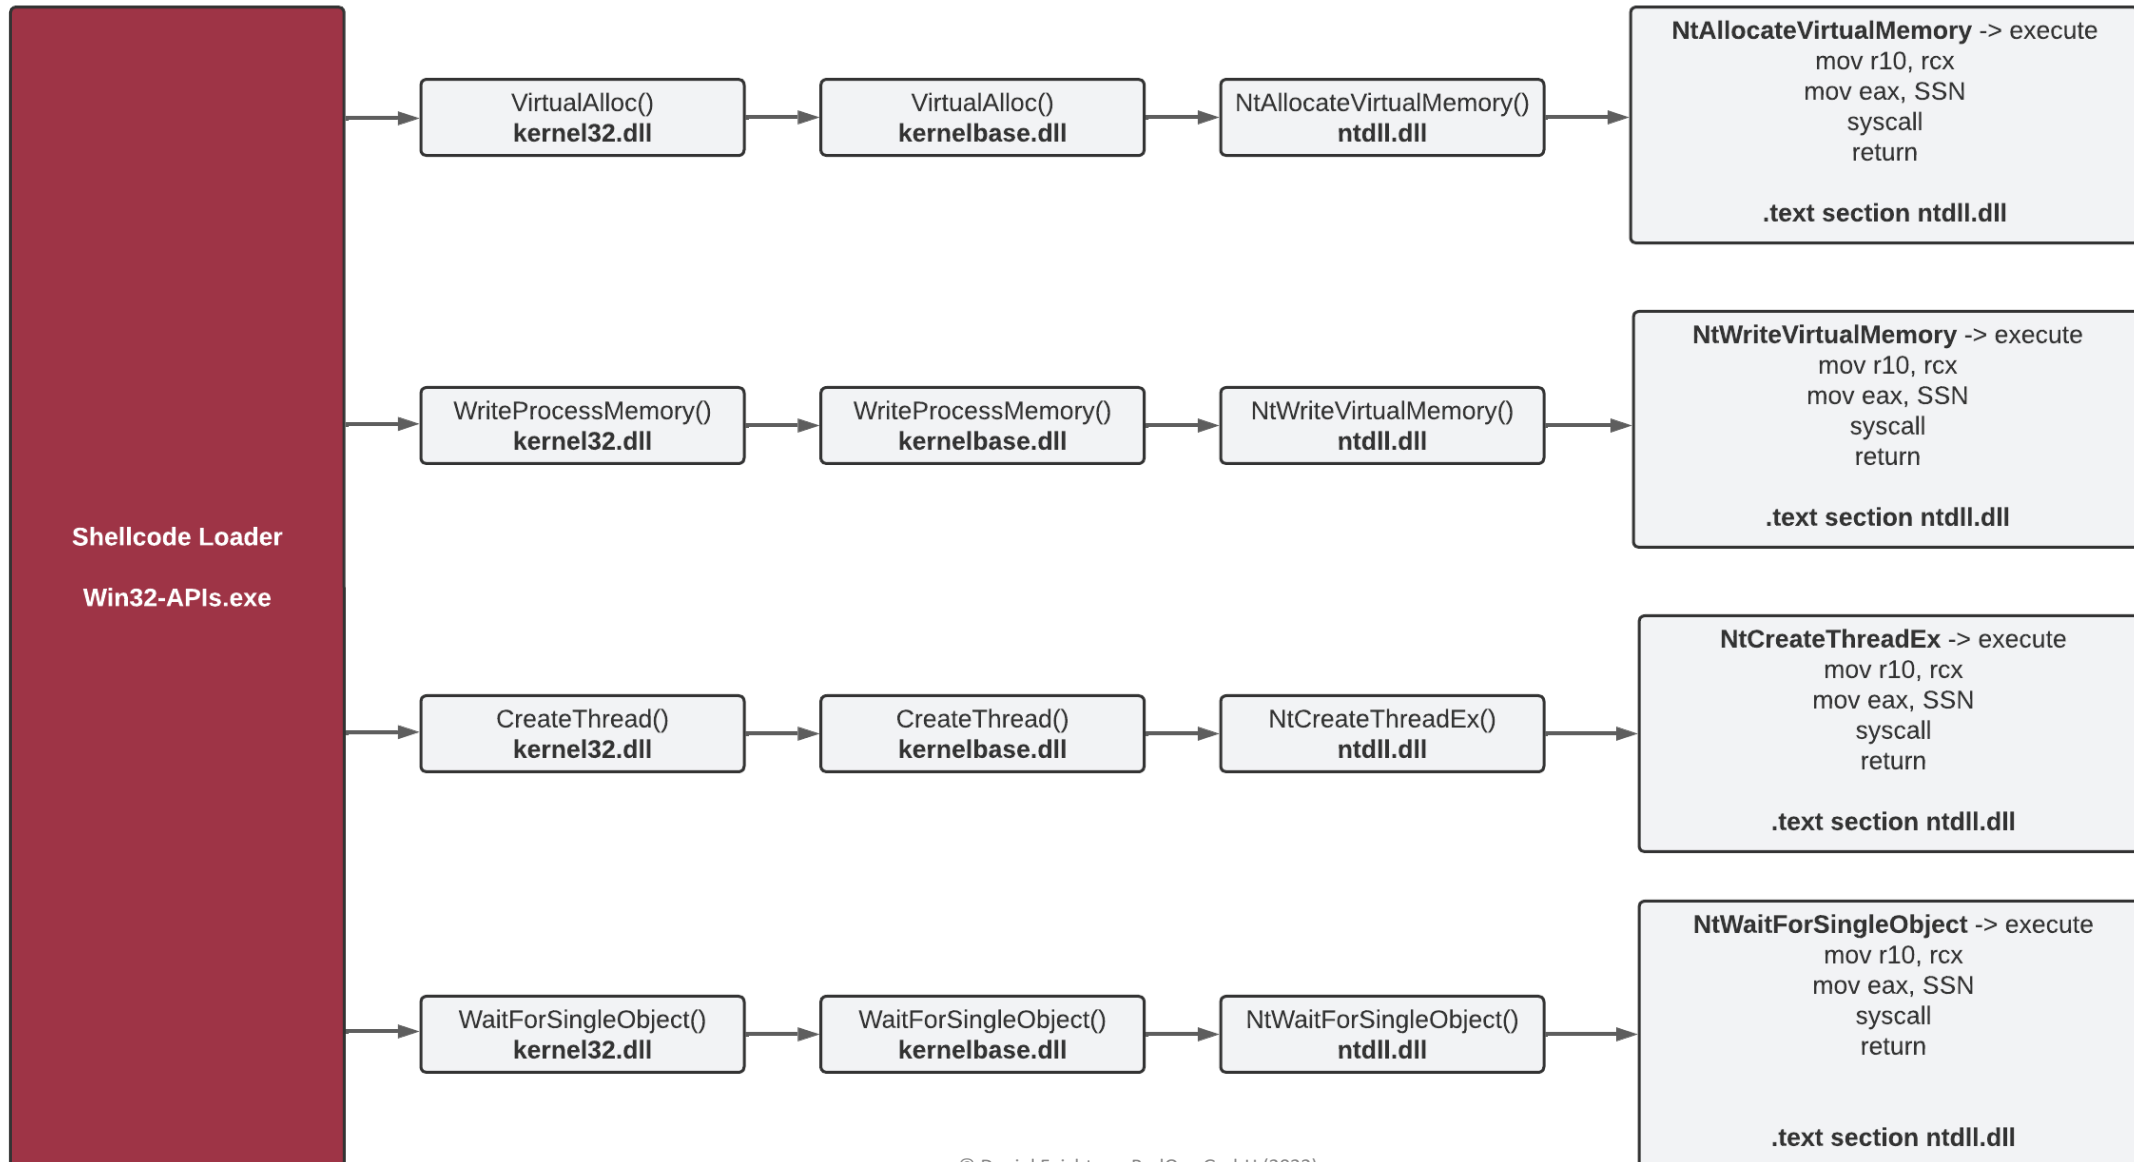 Shellcode Loader
Win32-APIs.exe
VirtualAlloc()
kernel32.dll
VirtualAlloc()
kernelbase.dll
NtAllocateVirtualMemory()
ntdll.dll
NtAllocateVirtualMemory -> execute
mov r10, rcx
mov eax, SSN
syscall
return
.text section ntdll.dll
WriteProcessMemory()
kernel32.dll
WriteProcessMemory()
kernelbase.dll
NtWriteVirtualMemory()
ntdll.dll
NtWriteVirtualMemory -> execute
mov r10, rcx
mov eax, SSN
syscall
return
.text section ntdll.dll
CreateThread()
kernel32.dll
CreateThread()
kernelbase.dll
NtCreateThreadEx()
ntdll.dll
NtCreateThreadEx -> execute
mov r10, rcx
mov eax, SSN
syscall
return
.text section ntdll.dll
WaitForSingleObject()
kernel32.dll
WaitForSingleObject()
kernelbase.dll
NtWaitForSingleObject()
ntdll.dll
NtWaitForSingleObject -> execute
mov r10, rcx
mov eax, SSN
syscall
return
.text section ntdll.dll